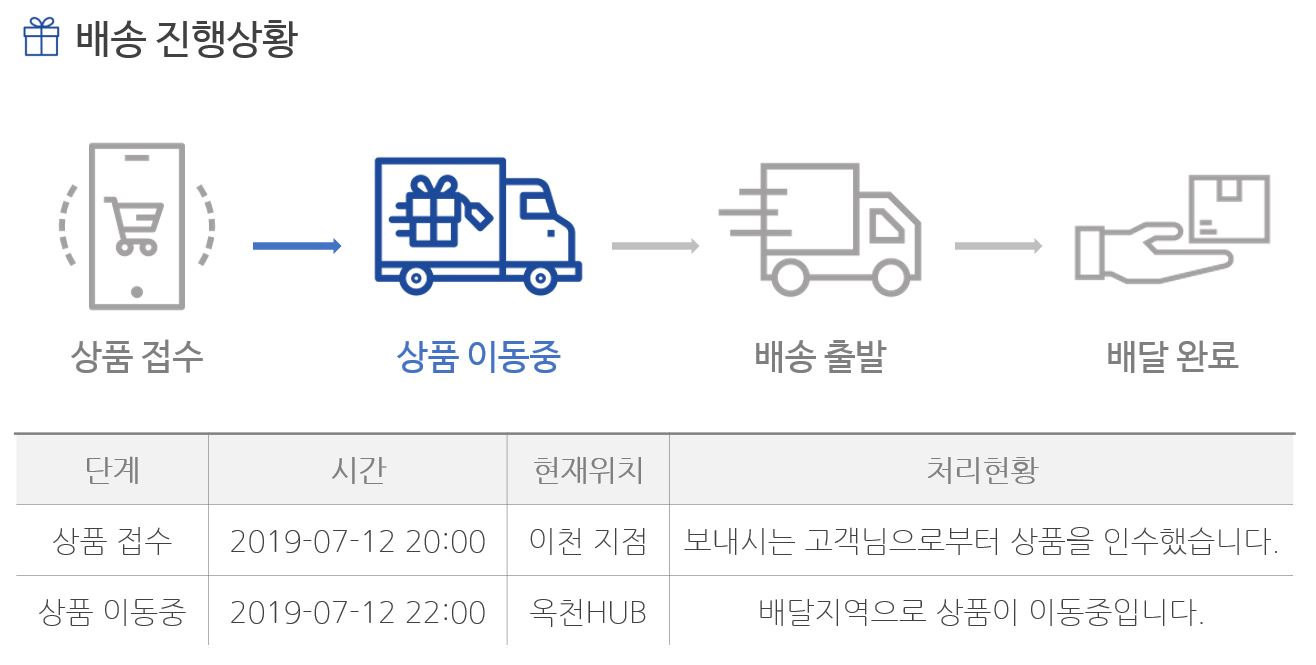 배송 진행상황
상품 접수
상품 이동중
배송 출발
배달 완료
단계 시간 현재위치 처리현황
상품 접수 2019-07-12 20:00 이천 지점 보내시는 고객님으로부터 상품을 인수했습니다.
상품 이동중 2019-07-12 22:00 옥천HUB 배달지역으로 상품이 이동중입니다.